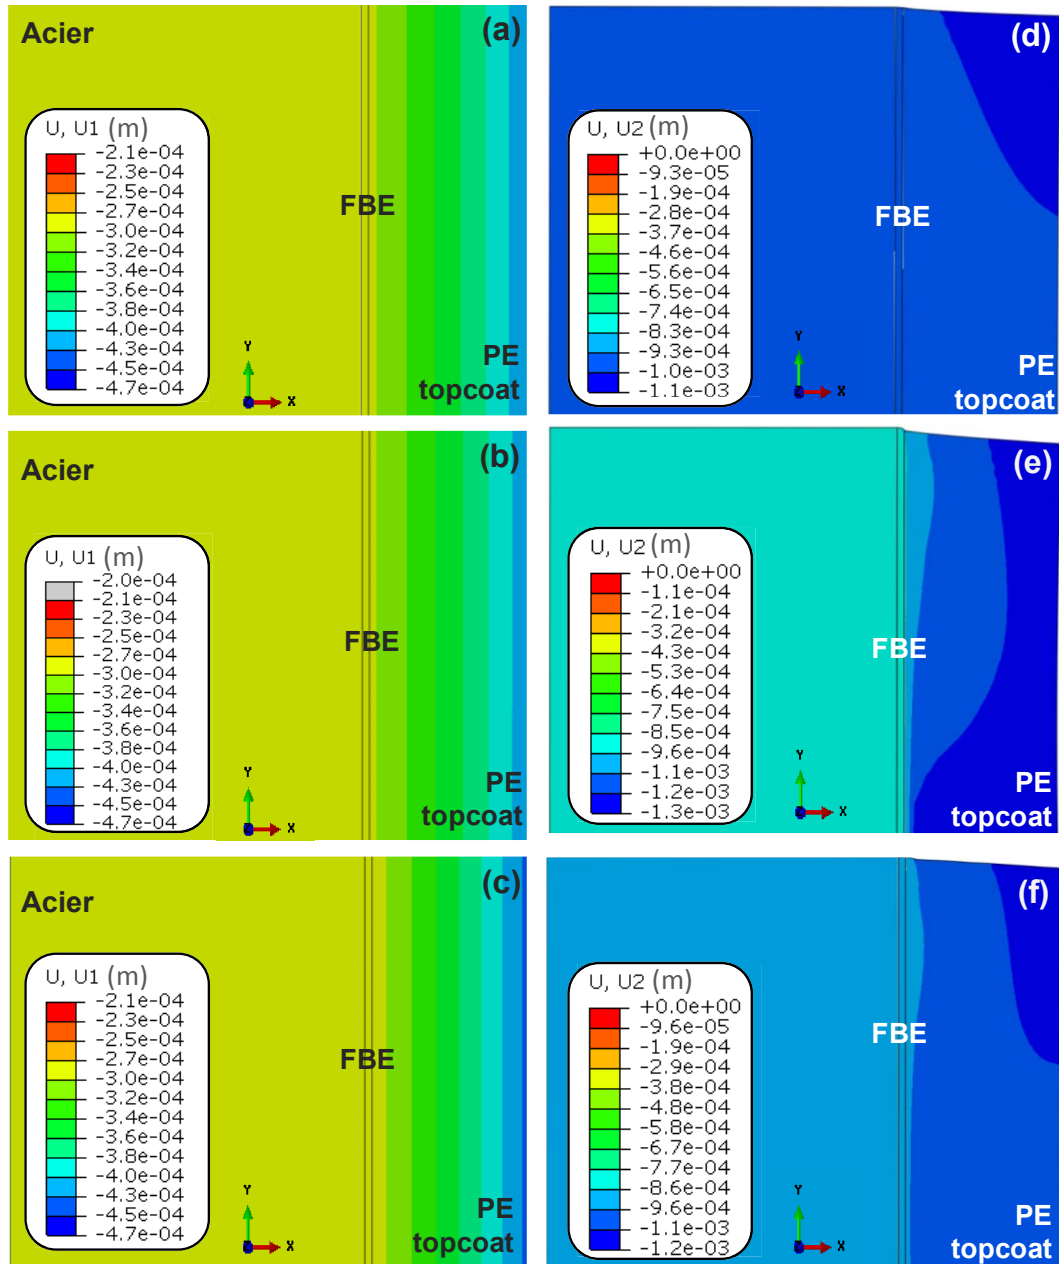 (a)
Acier
U, U1 (m)
-2.1e-04
-2.3e-04
-2.5e-04
-2.7e-04
-3.0e-04
-3.2e-04
-3.4e-04
-3.6e-04
-3.8e-04
-4.0e-04
-4.3e-04
-4.5e-04
-4.7e-04
FBE
Y
X
PE
topcoat
(d)
U, U2 (m)
+0.0e+00
-9.3e-05
-1.9e-04
-2.8e-04
-3.7e-04
-4.6e-04
-5.6e-04
-6.5e-04
-7.4e-04
-8.3e-04
-9.3e-04
-1.0e-03
-1.1e-03
FBE
Y
X
PE
topcoat
(b)
Acier
U, U1 (m)
-2.0e-04
-2.1e-04
-2.3e-04
-2.5e-04
-2.7e-04
-3.0e-04
-3.2e-04
-3.4e-04
-3.6e-04
-3.8e-04
-4.0e-04
-4.3e-04
-4.5e-04
-4.7e-04
FBE
Y
X
PE
topcoat
(e)
U, U2 (m)
+0.0e+00
-1.1e-04
-2.1e-04
-3.2e-04
-4.3e-04
-5.3e-04
-6.4e-04
-7.5e-04
-8.5e-04
-9.6e-04
-1.1e-03
-1.2e-03
-1.3e-03
FBE
Y
X
PE
topcoat
(c)
Acier
U, U1 (m)
-2.1e-04
-2.3e-04
-2.5e-04
-2.7e-04
-3.0e-04
-3.2e-04
-3.4e-04
-3.6e-04
-3.8e-04
-4.0e-04
-4.3e-04
-4.5e-04
-4.7e-04
FBE
Y
X
PE
topcoat
(f)
U, U2 (m)
+0.0e+00
-9.6e-05
-1.9e-04
-2.9e-04
-3.8e-04
-4.8e-04
-5.8e-04
-6.7e-04
-7.7e-04
-8.6e-04
-9.6e-04
-1.1e-03
-1.2e-03
FBE
Y
X
PE
topcoat